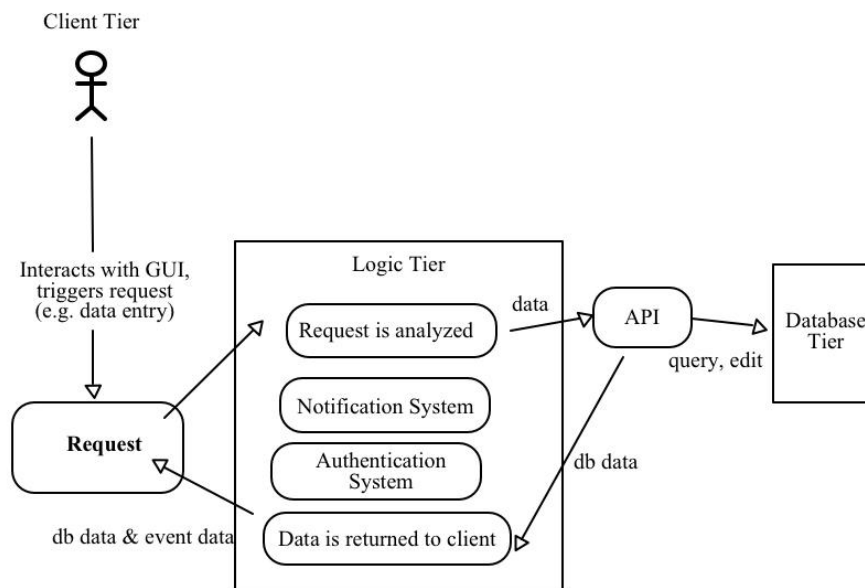 Client Tier
Interacts with GUI,
triggers request
(e.g. data entry)
Request
db data & event data
Logic Tier
Request is analyzed
Notification System
Authentication
System
Data is returned to client
data
API
query, edit
db data
Database
Tier